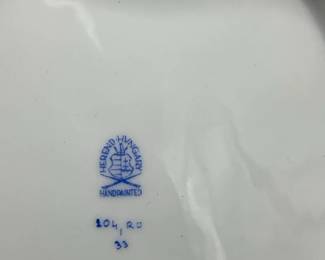 HEREND HUNGARY
HANDPAINTED
104, RO
33